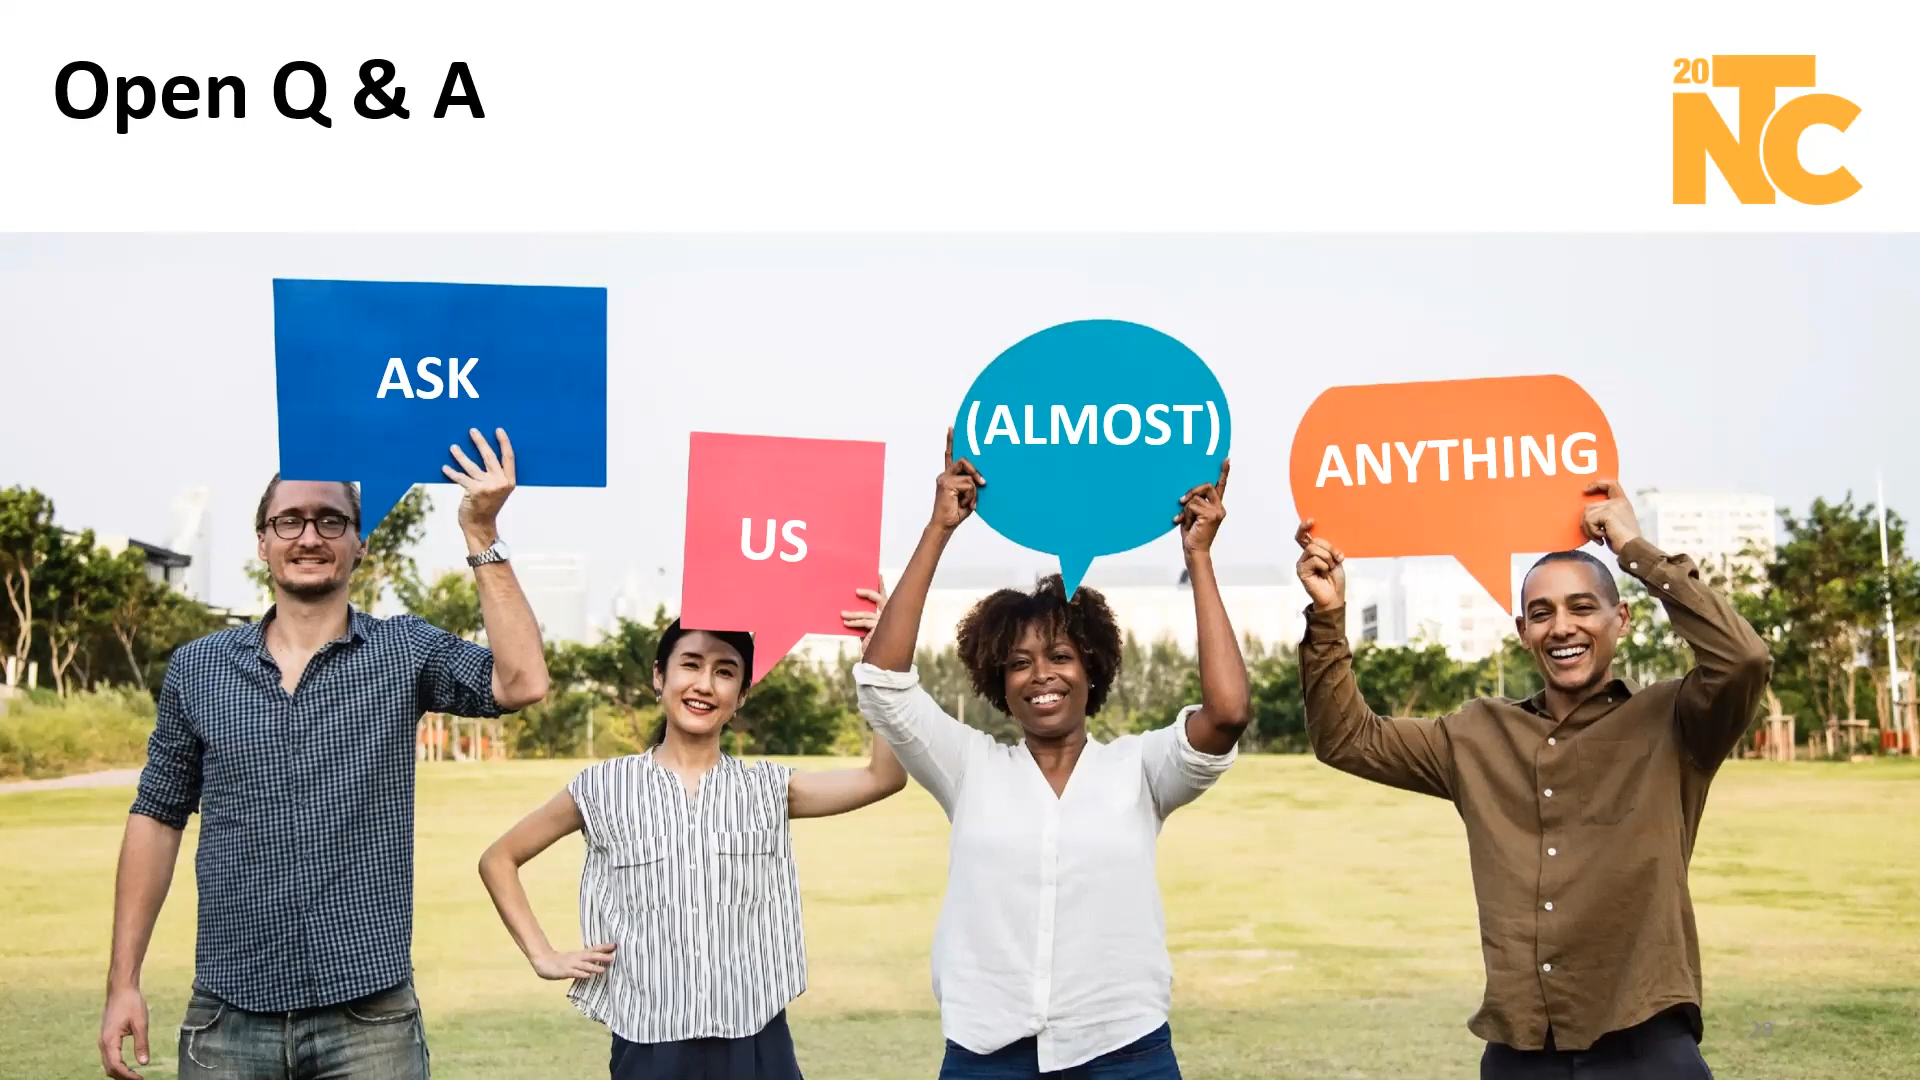 Open Q & A
20
NTC
ASK
US
(ALMOST)
ANYTHING